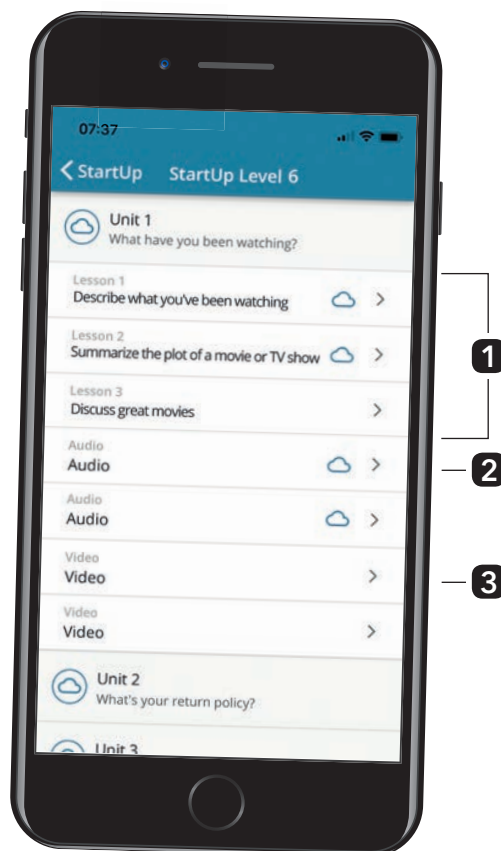 07:37
StartUp StartUp Level 6
Unit 1
What have you been watching?
Lesson 1
Describe what you've been watching
1
Lesson 2
Summarize the plot of a movie or TV show
Lesson 3
Discuss great movies
Audio
Audio
2
Audio
Audio
Video
Video
3
Video
Video
Unit 2
What's your return policy?
Unit 3